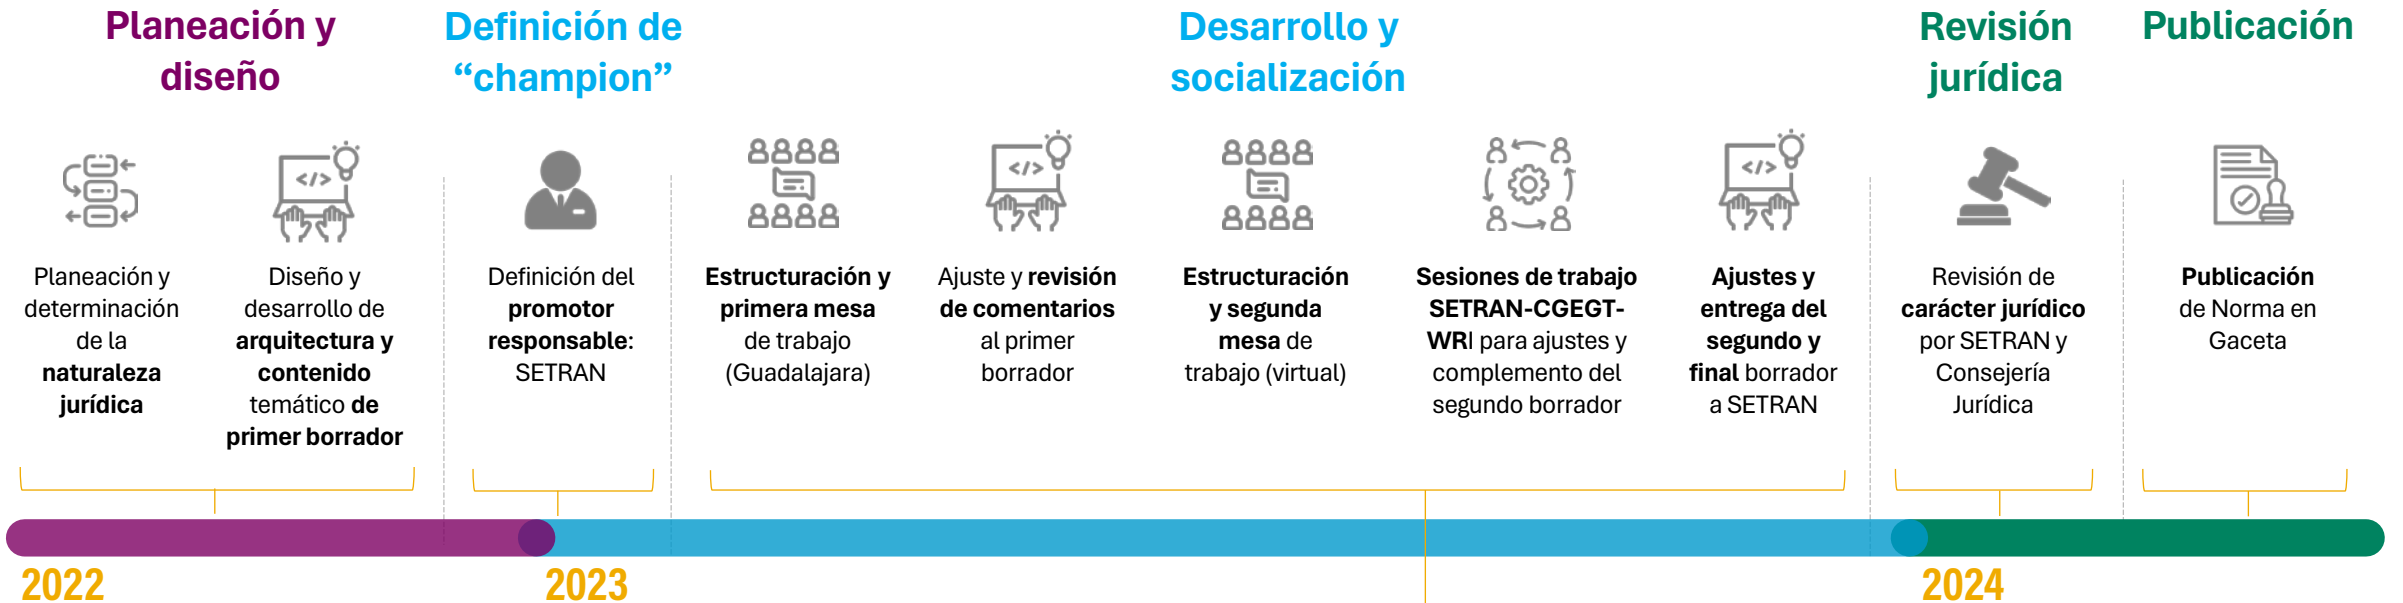 Planeación y
diseño
Definición de
“champion”
Desarrollo y
socialización
Revisión
jurídica
Publicación
Planeación y
determinación
de la
naturaleza
jurídica
Diseño y
desarrollo de
arquitectura y
contenido
temático de
primer borrador
Definición del
promotor
responsable:
SETRAN
Estructuración y
primera mesa
de trabajo
(Guadalajara)
Ajuste y revisión
de comentarios
al primer
borrador
Estructuración
y segunda
mesa de
trabajo (virtual)
Sesiones de trabajo
SETRAN-CGEGT-
WRI para ajustes y
complemento del
segundo borrador
Ajustes y
entrega del
segundo y
final borrador
a SETRAN
Revisión de
carácter jurídico
por SETRAN y
Consejería
Jurídica
Publicación
de Norma en
Gaceta
2022
2023
2024